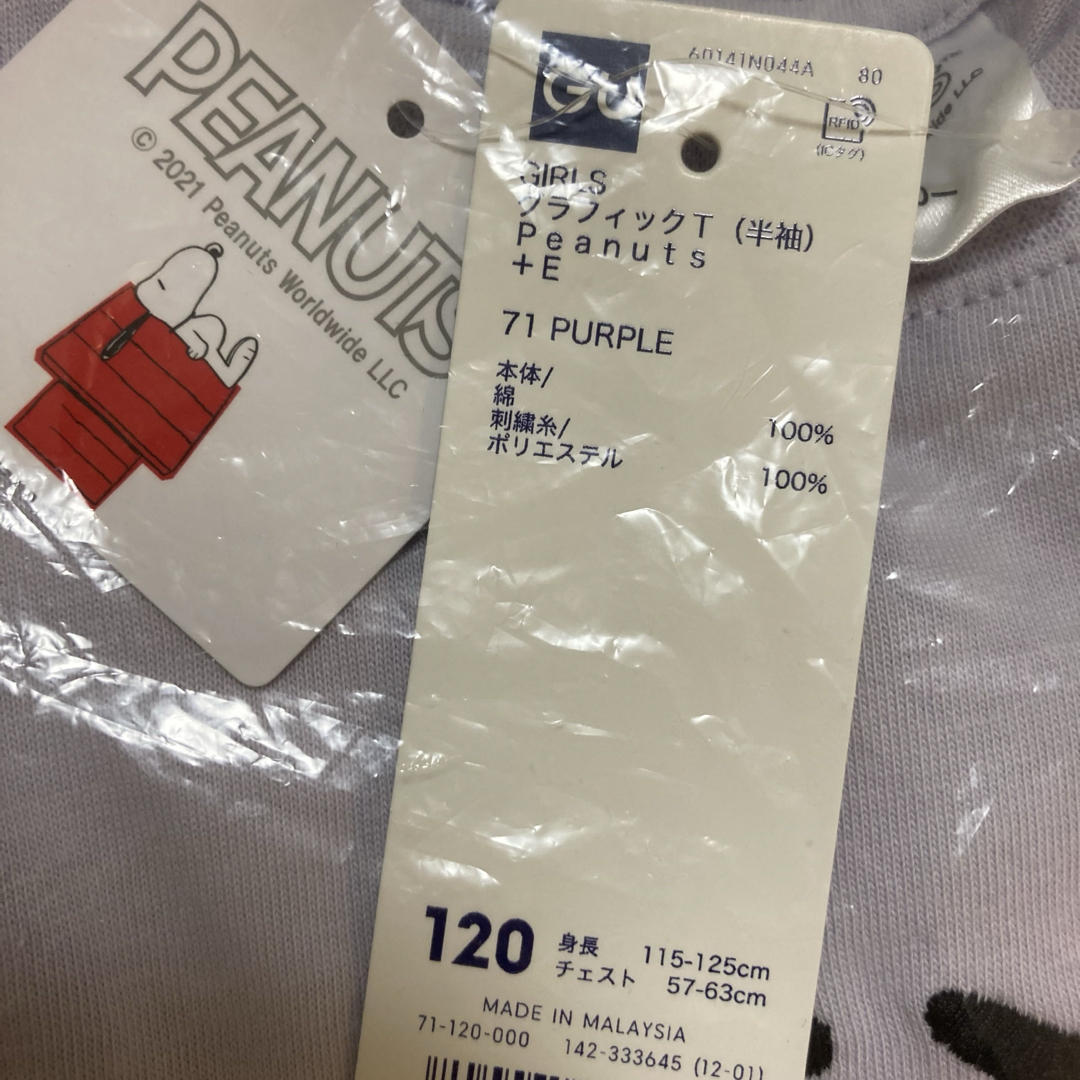 PEANUTS
© 2021 Peanuts Worldwide LLC
GU
60141N044A 80
RFID
(ICタグ)
GIRLS
グラフィックT（半袖）
Peanuts
+E
71 PURPLE
本体/
綿 100%
刺繍糸/
ポリエステル 100%
120 身長 115-125cm
チェスト 57-63cm
MADE IN MALAYSIA
71-120-000 142-333645 (12-01)